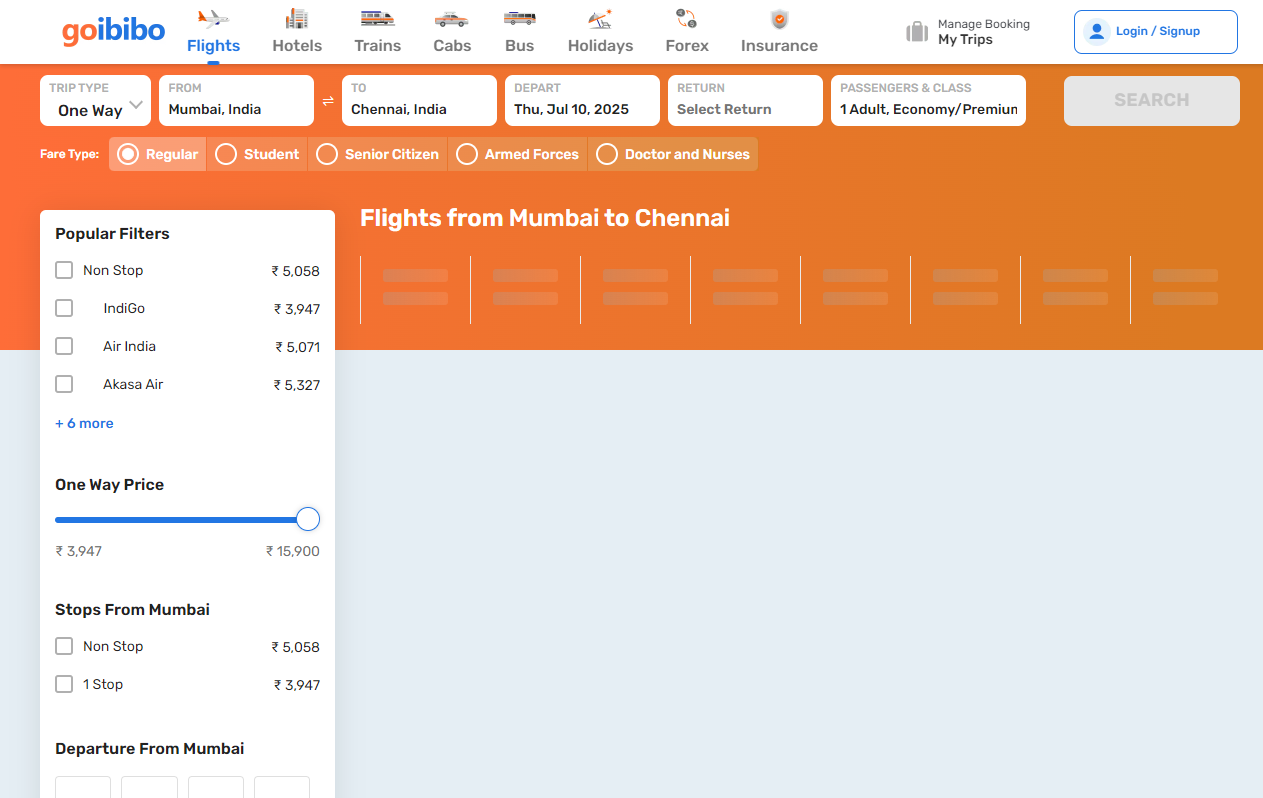 goibibo
Flights
Hotels
Trains
Cabs
Bus
Holidays
Forex
Insurance
Manage Booking
My Trips
Login / Signup
TRIP TYPE
One Way
FROM
Mumbai, India
TO
Chennai, India
DEPART
Thu, Jul 10, 2025
RETURN
Select Return
PASSENGERS & CLASS
1 Adult, Economy/Premium
SEARCH
Fare Type:
Regular
Student
Senior Citizen
Armed Forces
Doctor and Nurses
Flights from Mumbai to Chennai
Popular Filters
Non Stop ₹ 5,058
IndiGo ₹ 3,947
Air India ₹ 5,071
Akasa Air ₹ 5,327
+ 6 more
One Way Price
₹ 3,947 ₹ 15,900
Stops From Mumbai
Non Stop ₹ 5,058
1 Stop ₹ 3,947
Departure From Mumbai